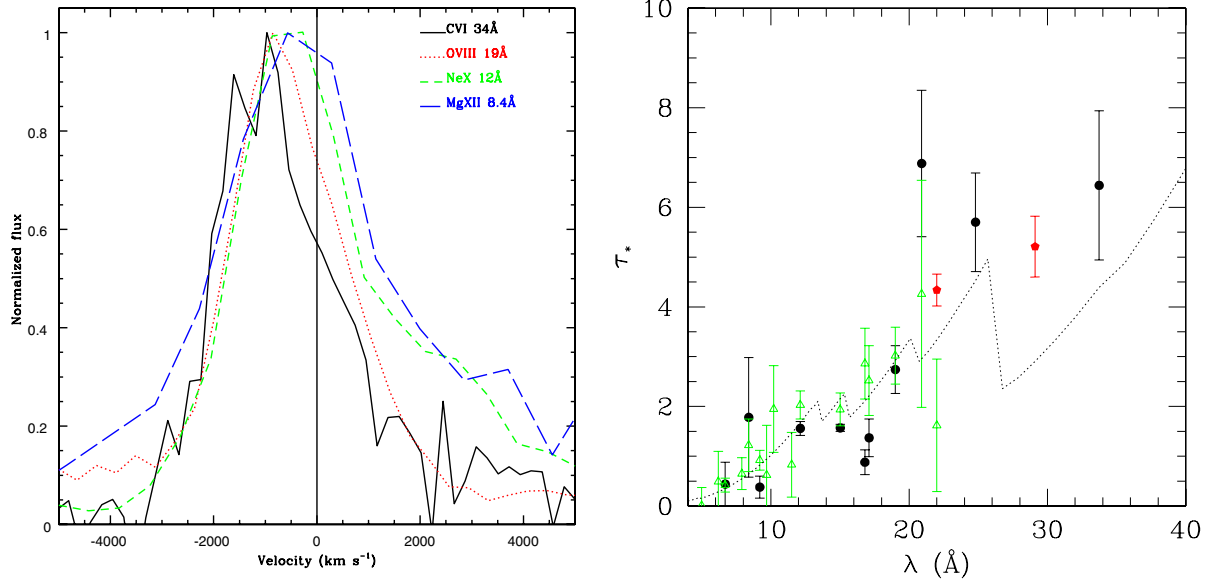 CVI 34Å
OVIII 19Å
NeX 12Å
MgXII 8.4Å
1
0.8
0.6
0.4
0.2
0
Normalized flux
-4000 -2000 0 2000 4000
Velocity (km s⁻¹)
10
8
6
4
2
0
τ*
10 20 30 40
λ (Å)